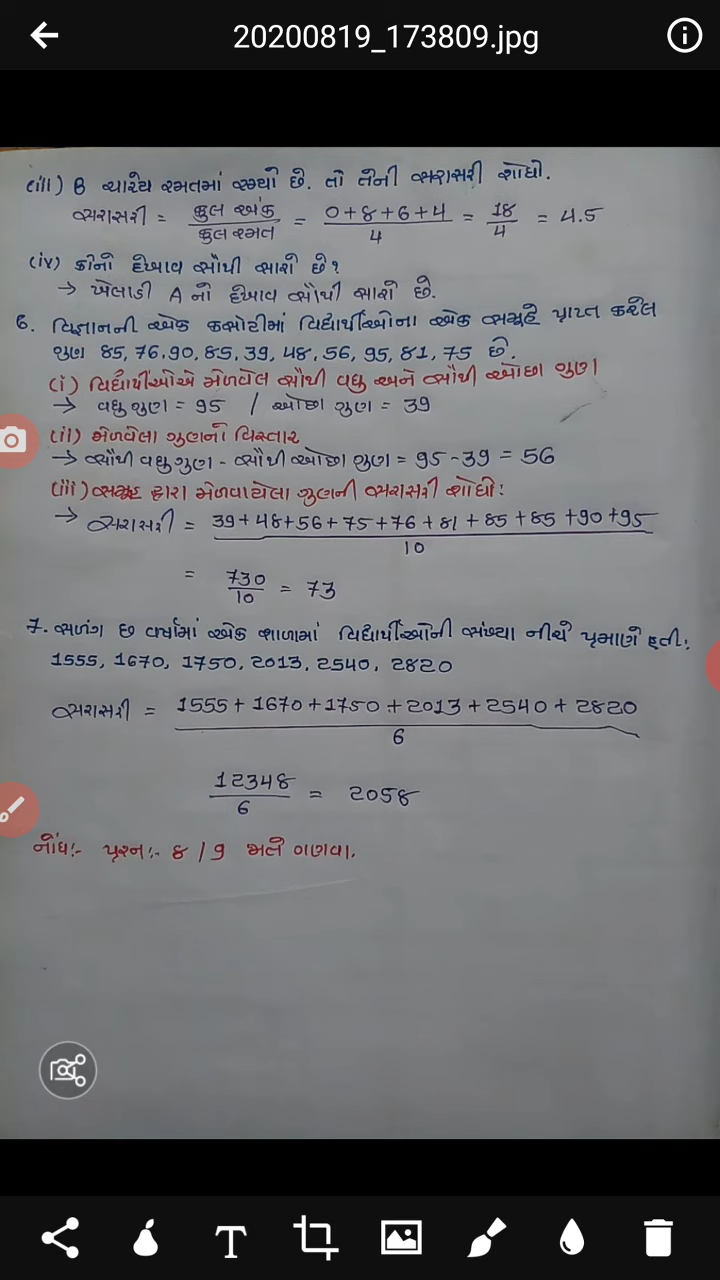 20200819_173809.jpg
(iii) B ચારેય રમતમાં રમ્યો છે. તો તેની સરાસરી શોધો.
સરાસરી = કુલ અંક / કુલ રમત = 0+8+6+4 / 4 = 18 / 4 = 4.5
(iv) કોનો દેખાવ સૌથી સારો છે?
→ ખેલાડી A નો દેખાવ સૌથી સારો છે.
6. વિજ્ઞાનની એક કસોટીમાં વિદ્યાર્થીઓના એક સમૂહે પ્રાપ્ત કરેલ
ગુણ 85, 76, 90, 85, 39, 48, 56, 95, 81, 75 છે.
(i) વિદ્યાર્થીઓએ મેળવેલ સૌથી વધુ અને સૌથી ઓછા ગુણ।
→ વધુ ગુણ = 95 / ઓછા ગુણ = 39
(ii) મેળવેલા ગુણનો વિસ્તાર
→ સૌથી વધુ ગુણ - સૌથી ઓછા ગુણ = 95 - 39 = 56
(iii) સમૂહ દ્વારા મેળવાયેલા ગુણની સરાસરી શોધો:
→ સરાસરી = 39+48+56+75+76+81+85+85+90+95 / 10
= 730 / 10 = 73
7. સળંગ છ વર્ષમાં એક શાળામાં વિદ્યાર્થીઓની સંખ્યા નીચે પ્રમાણે હતી:
1555, 1670, 1750, 2013, 2540, 2820
સરાસરી = 1555 + 1670 + 1750 + 2013 + 2540 + 2820 / 6
12348 / 6 = 2058
નોંધ:- પ્રશ્ન:- 8 / 9 જાતે ગણવા.
T